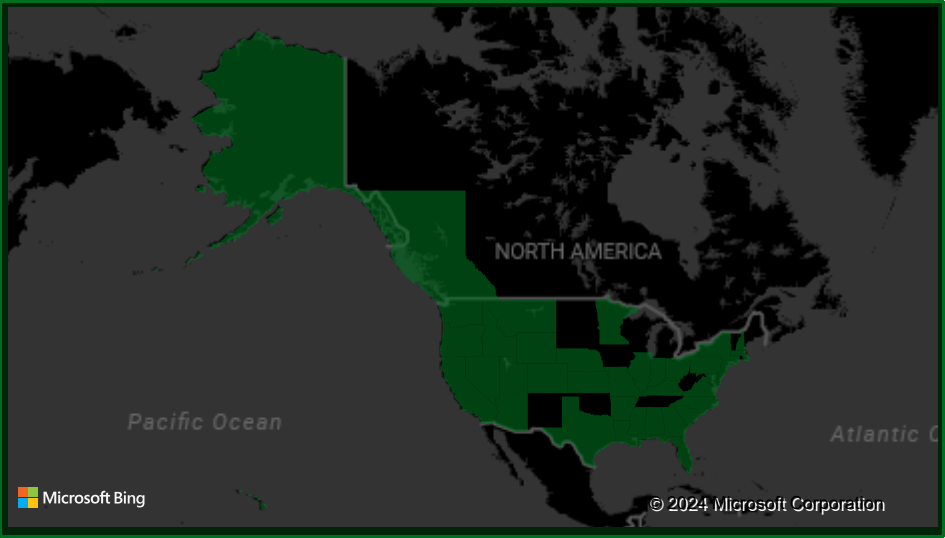 NORTH AMERICA
Pacific Ocean
Atlantic O
Microsoft Bing
© 2024 Microsoft Corporation